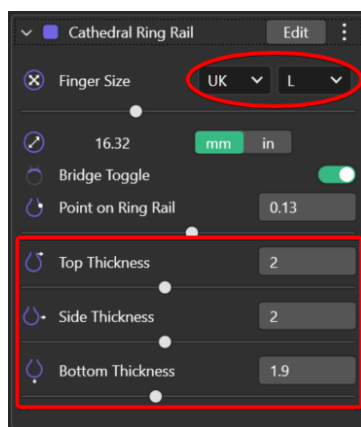 Cathedral Ring Rail Edit
Finger Size UK L
16.32 mm in
Bridge Toggle
Point on Ring Rail 0.13
Top Thickness 2
Side Thickness 2
Bottom Thickness 1.9